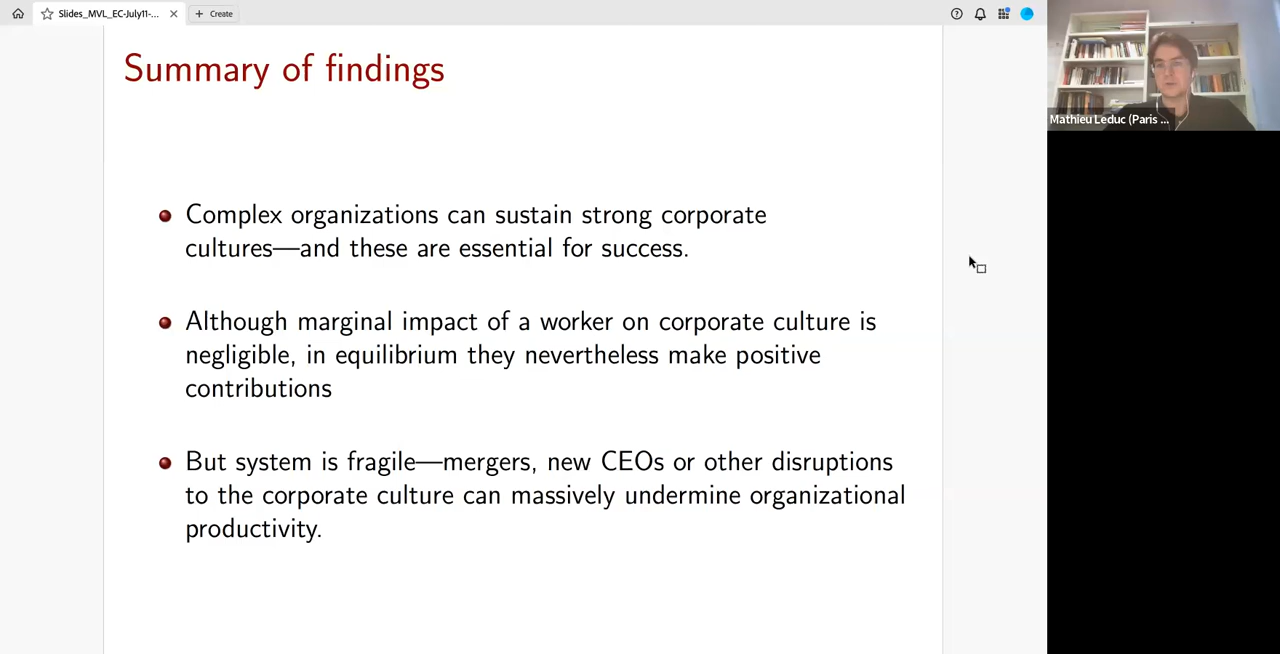 Slides_MVL_EC-July11-...
Create
Summary of findings
Mathieu Leduc (Paris ...
Complex organizations can sustain strong corporate
cultures—and these are essential for success.
Although marginal impact of a worker on corporate culture is
negligible, in equilibrium they nevertheless make positive
contributions
But system is fragile—mergers, new CEOs or other disruptions
to the corporate culture can massively undermine organizational
productivity.